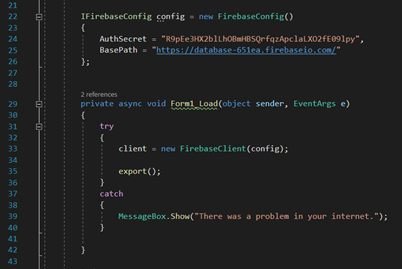 21
22 IFirebaseConfig config = new FirebaseConfig()
23 {
24 AuthSecret = "R9pEe3HX2blLhOBmHBSQrfqzApclaLXO2fE09lpy",
25 BasePath = "https://database-651ea.firebaseio.com/"
26 };
27
28
2 references
29 private async void Form1_Load(object sender, EventArgs e)
30 {
31 try
32 {
33 client = new FirebaseClient(config);
34
35 export();
36 }
37 catch
38 {
39 MessageBox.Show("There was a problem in your internet.");
40 }
41
42 }
43